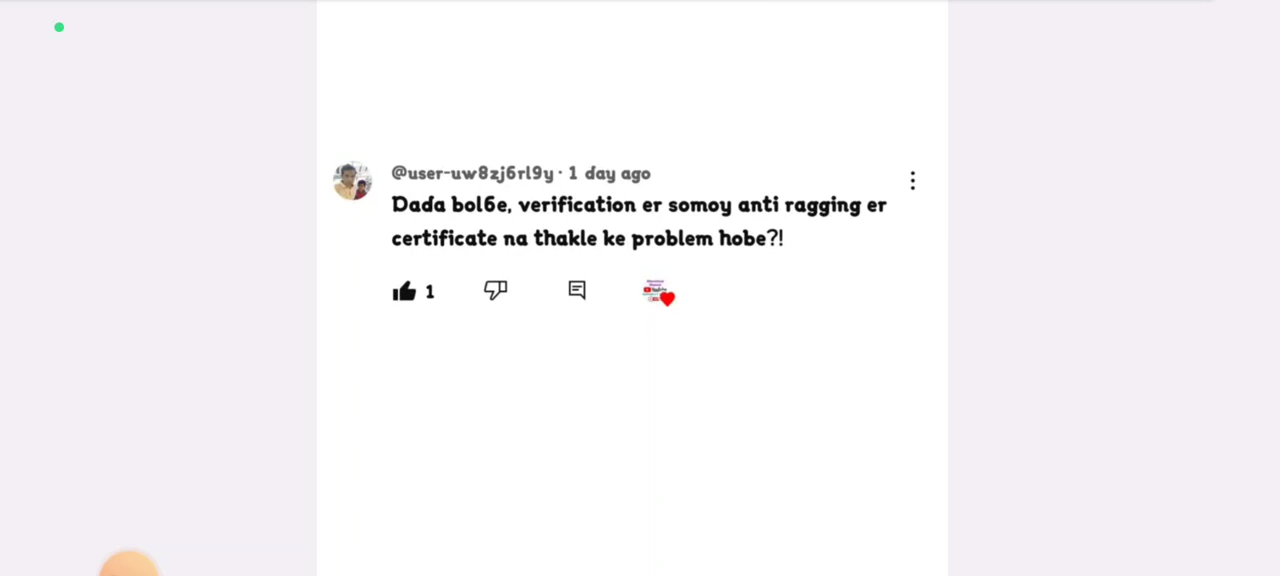 @user-uw8zj6rl9y · 1 day ago
Dada bol6e, verification er somoy anti ragging er
certificate na thakle ke problem hobe?!
1